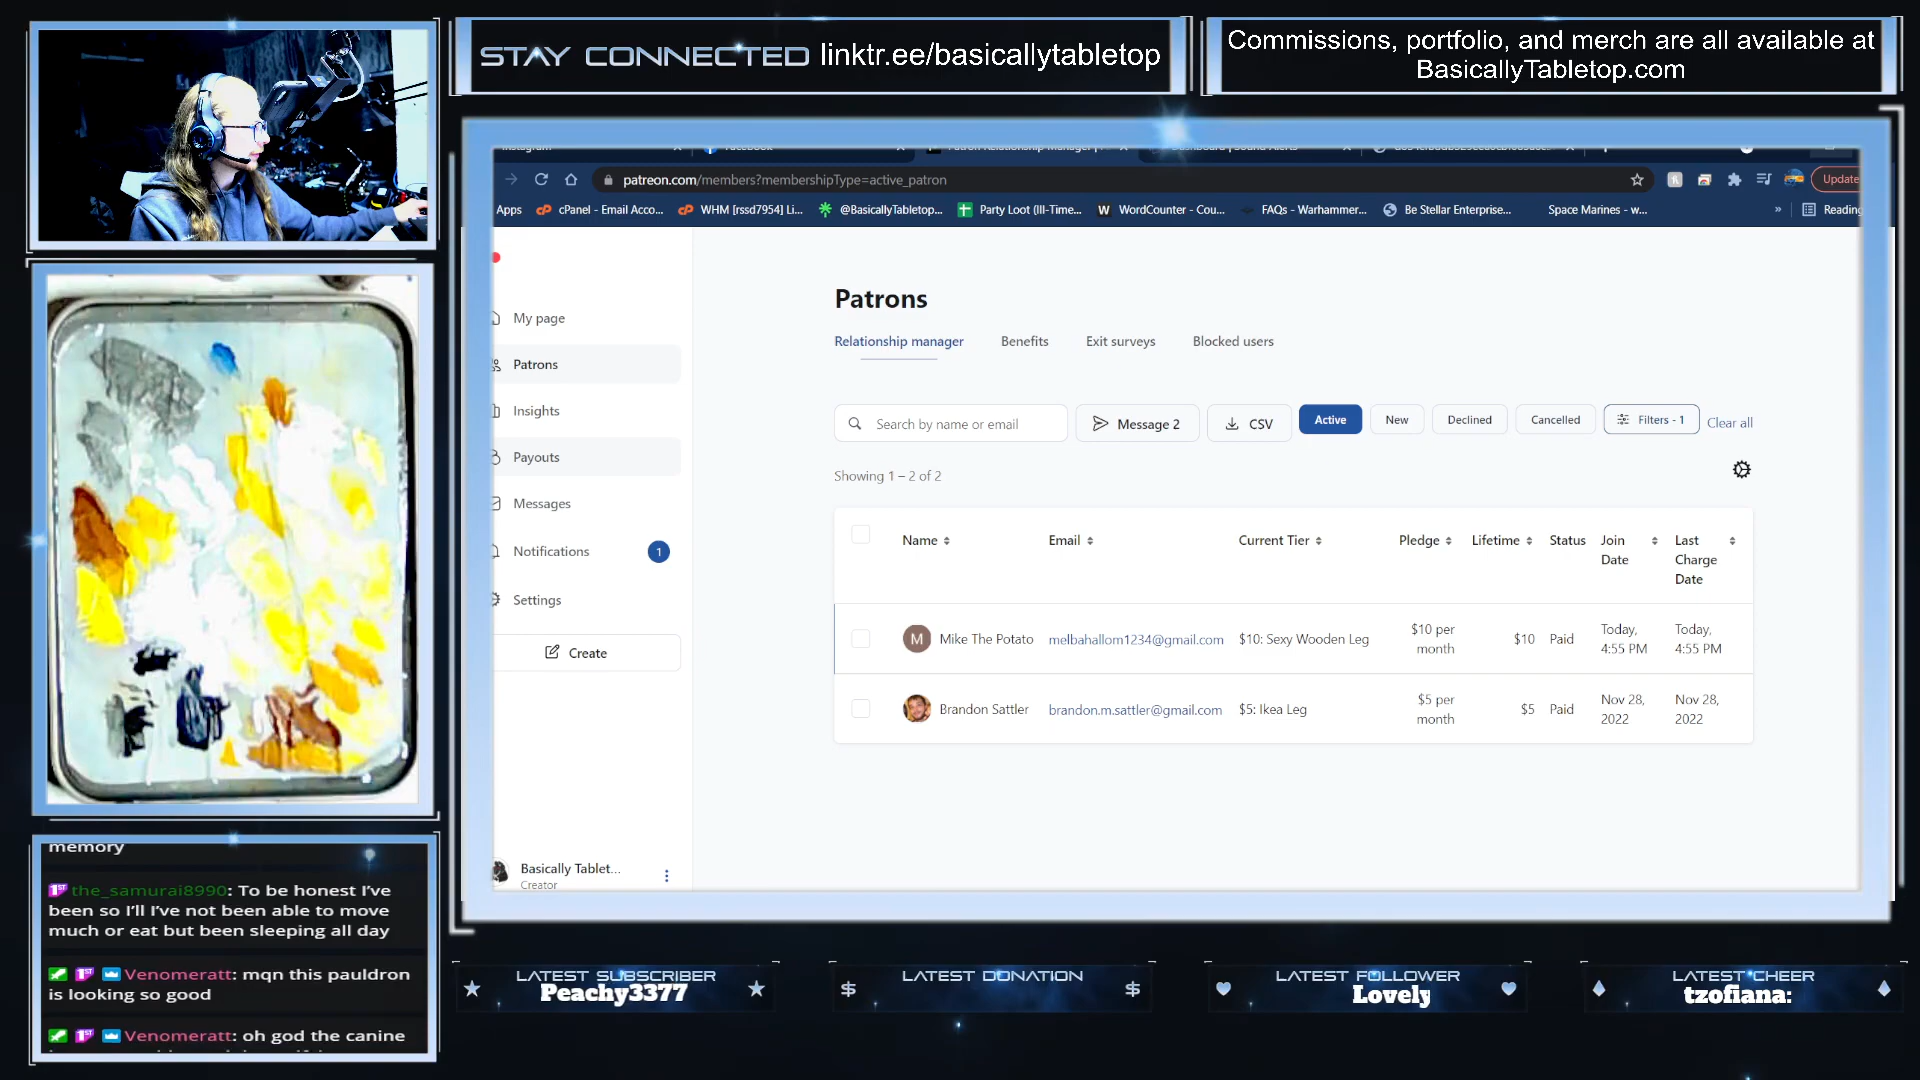 STAY CONNECTED linktr.ee/basicallytabletop
Commissions, portfolio, and merch are all available at
BasicallyTabletop.com
patreon.com/members?membershipType=active_patron
Update
Apps
cPanel - Email Acco...
WHM [rssd7954] Li...
@BasicallyTabletop...
Party Loot (Ill-Time...
WordCounter - Cou...
FAQs - Warhammer...
Be Stellar Enterprise...
Space Marines - w...
»
Reading
My page
Patrons
Insights
Payouts
Messages
Notifications 1
Settings
Create
Basically Tablet...
Creator
Patrons
Relationship manager Benefits Exit surveys Blocked users
Search by name or email Message 2 CSV Active New Declined Cancelled Filters - 1 Clear all
Showing 1 – 2 of 2
Name Email Current Tier Pledge Lifetime Status Join Date Last Charge Date
M Mike The Potato melbahallom1234@gmail.com $10: Sexy Wooden Leg $10 per month $10 Paid Today, 4:55 PM Today, 4:55 PM
Brandon Sattler brandon.m.sattler@gmail.com $5: Ikea Leg $5 per month $5 Paid Nov 28, 2022 Nov 28, 2022
memory
the_samurai8990: To be honest I've
been so I'll I've not been able to move
much or eat but been sleeping all day
Venomeratt: mqn this pauldron
is looking so good
Venomeratt: oh god the canine
LATEST SUBSCRIBER
Peachy3377
LATEST DONATION
LATEST FOLLOWER
Lovely
LATEST CHEER
tzofiana: